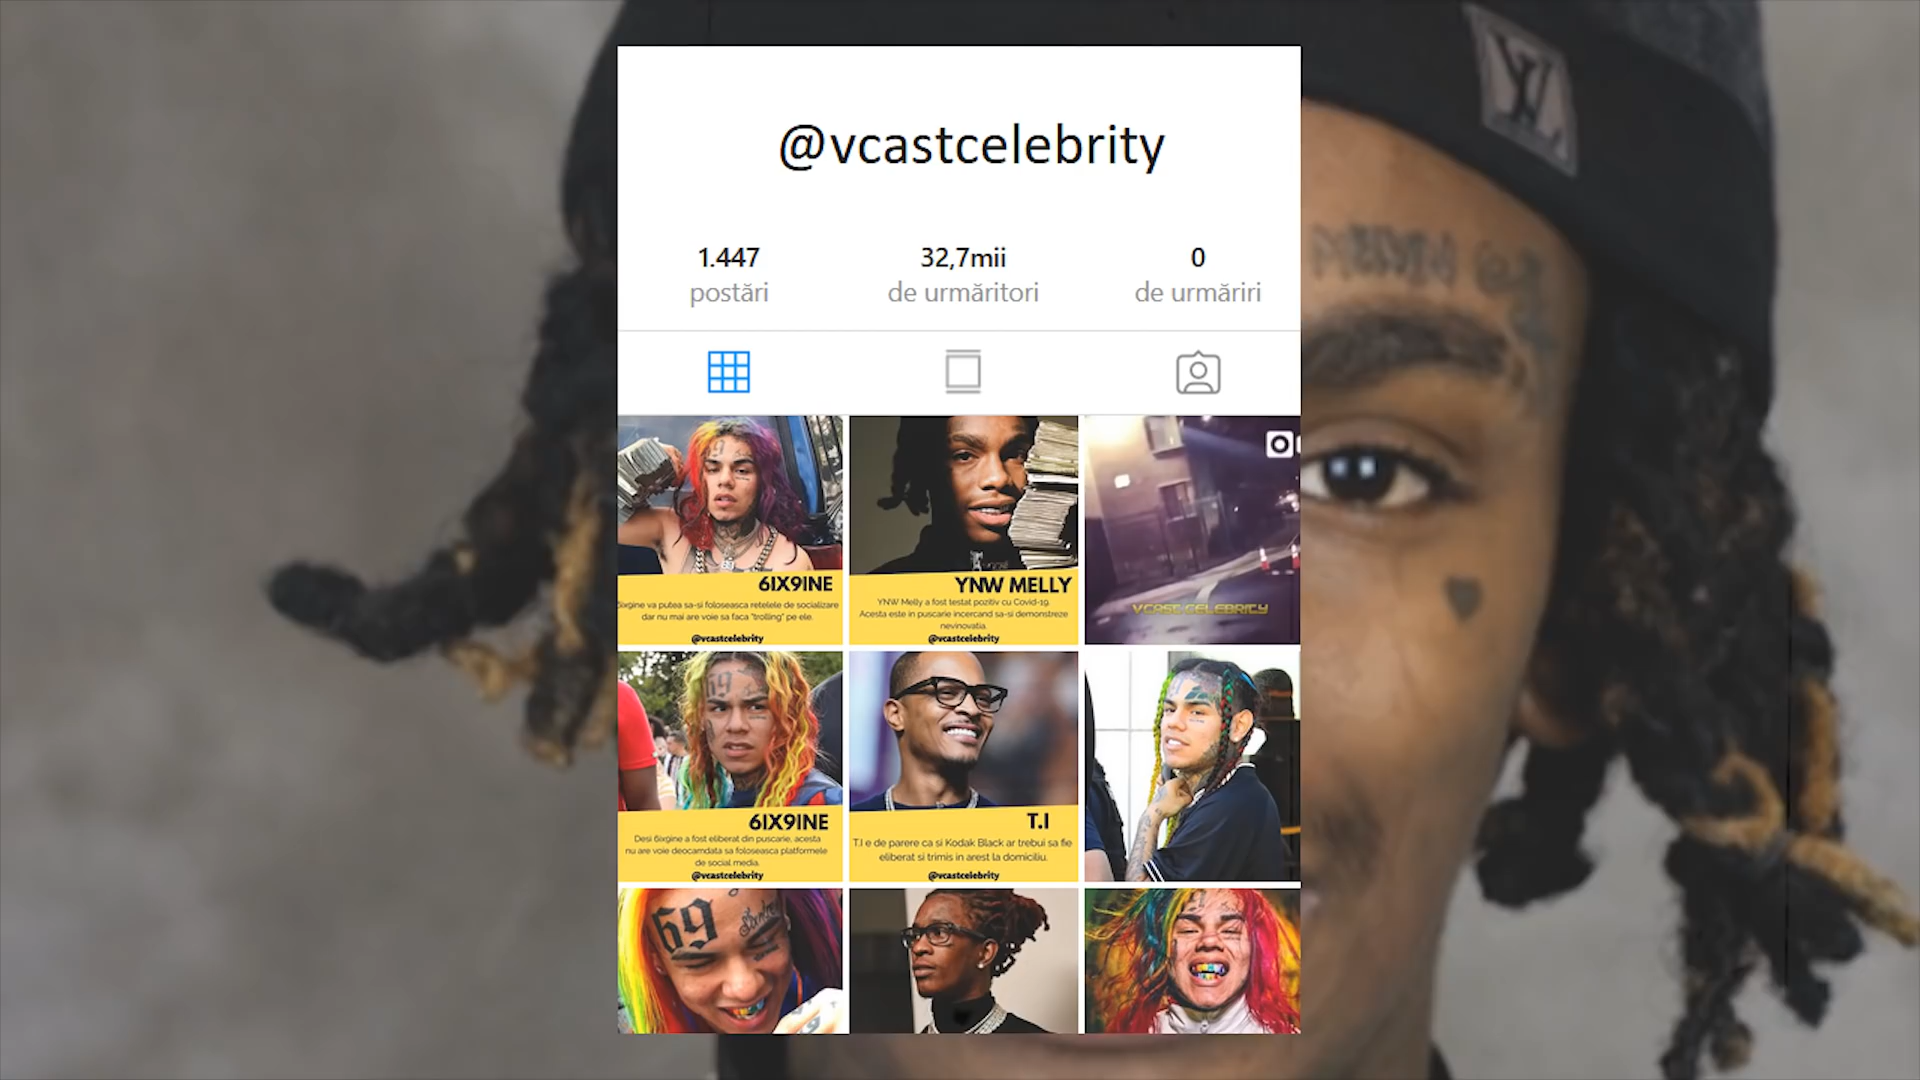 @vcastcelebrity
1.447
postări
32,7mii
de urmăritori
0
de urmăriri
6IX9INE
6ix9ine va putea sa-si foloseasca retelele de socializare
dar nu mai are voie sa faca "trolling" pe ele.
@vcastcelebrity
YNW MELLY
YNW Melly a fost testat pozitiv cu Covid-19.
Acesta este in puscarie incercand sa-si demonstreze
nevinovatia.
@vcastcelebrity
VCAST CELEBRITY
6IX9INE
Desi 6ix9ine a fost eliberat din puscarie, acesta
nu are voie deocamdata sa foloseasca platformele
de social media.
@vcastcelebrity
T.I
T.I e de parere ca si Kodak Black ar trebui sa fie
eliberat si trimis in arest la domiciliu.
@vcastcelebrity
69